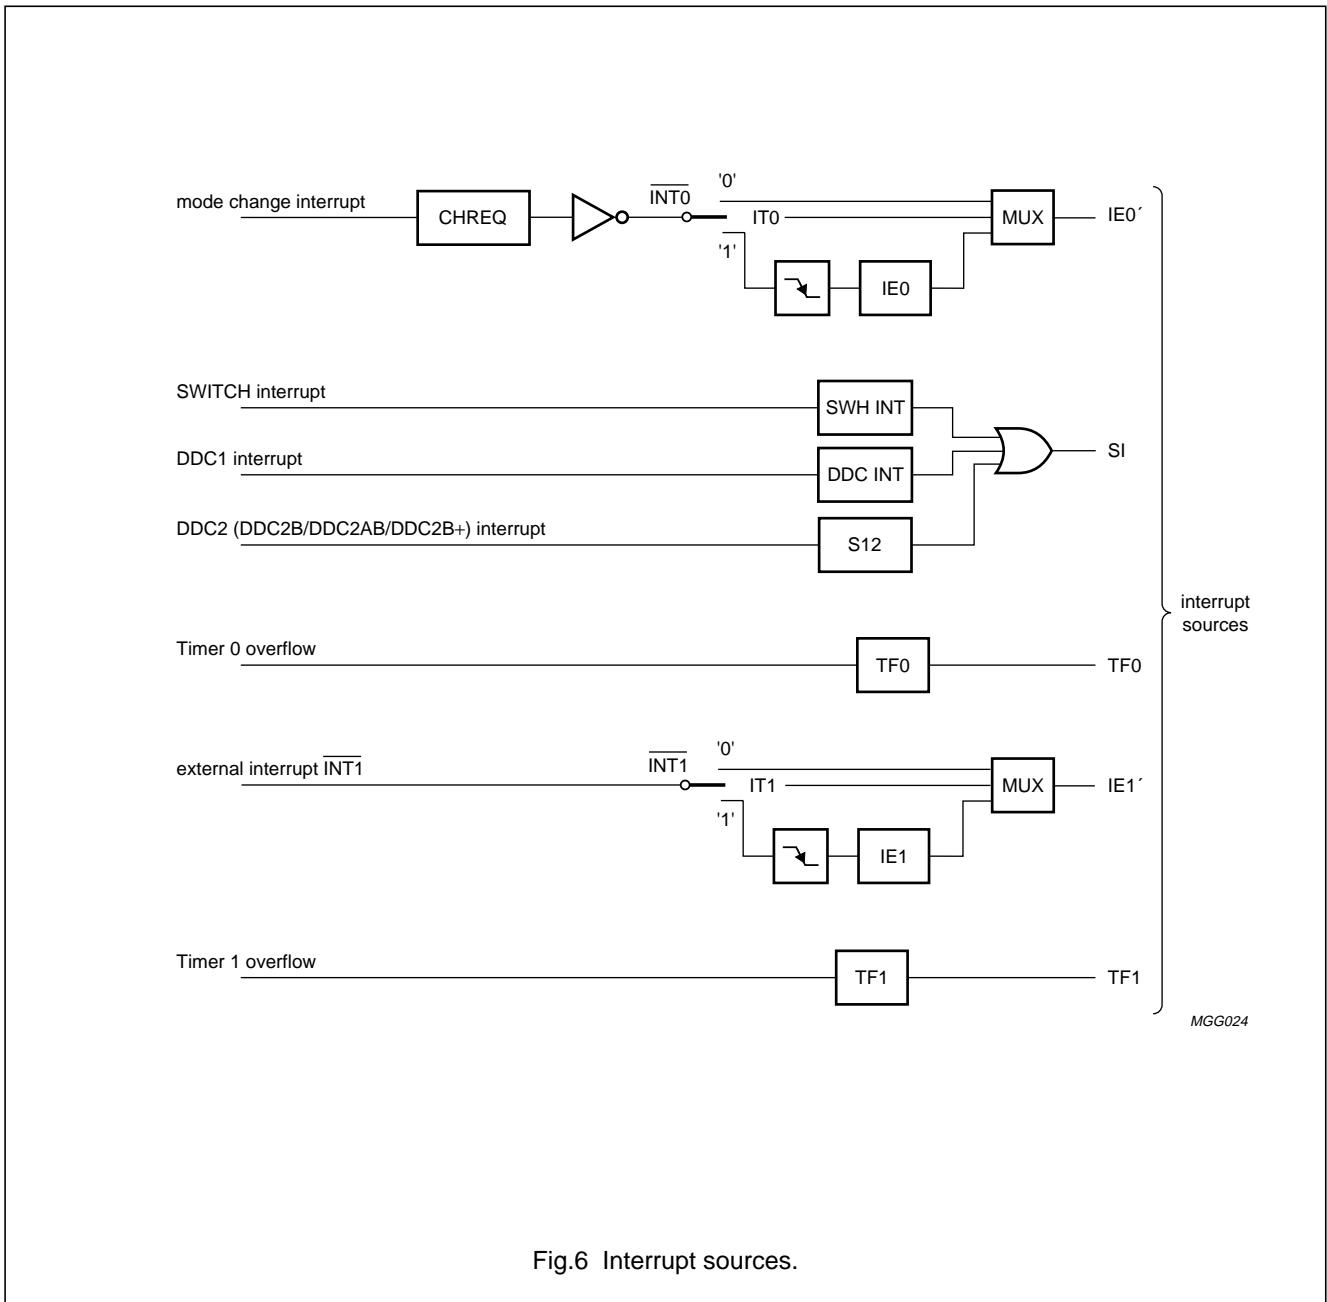 mode change interrupt
CHREQ
INT0
'0'
IT0
'1'
IE0
MUX
IE0´
SWITCH interrupt
SWH INT
DDC1 interrupt
DDC INT
SI
DDC2 (DDC2B/DDC2AB/DDC2B+) interrupt
S12
interrupt
sources
Timer 0 overflow
TF0
TF0
external interrupt INT1
INT1
'0'
IT1
'1'
IE1
MUX
IE1´
Timer 1 overflow
TF1
TF1
MGG024
Fig.6 Interrupt sources.